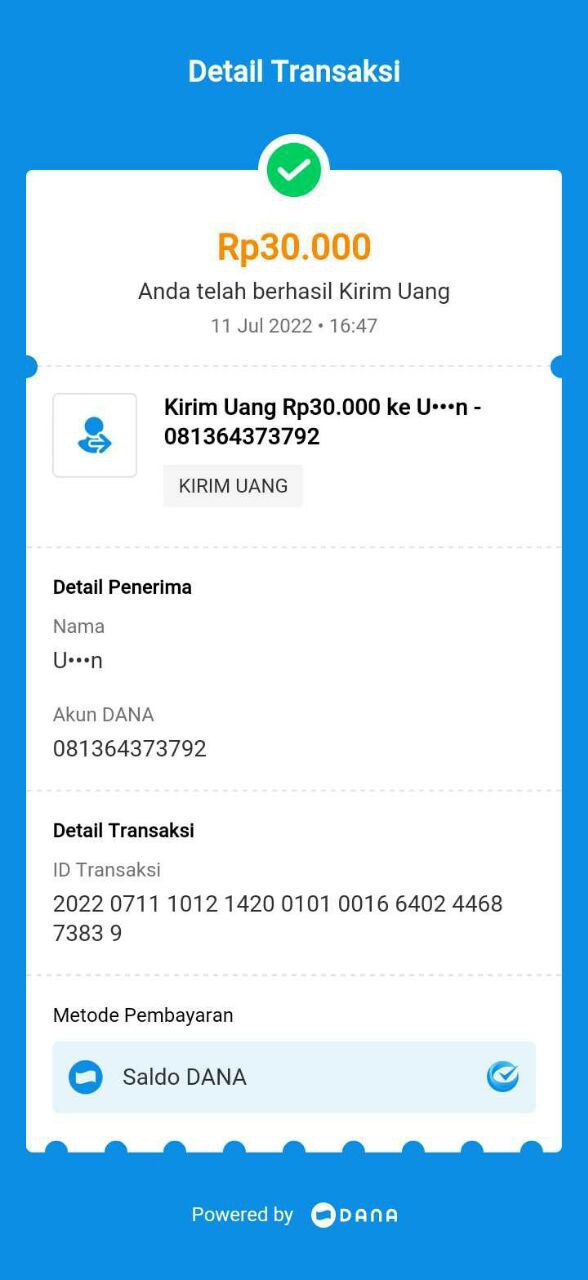 Detail Transaksi
Rp30.000
Anda telah berhasil Kirim Uang
11 Jul 2022 • 16:47
Kirim Uang Rp30.000 ke U•••n -
081364373792
KIRIM UANG
Detail Penerima
Nama
U•••n
Akun DANA
081364373792
Detail Transaksi
ID Transaksi
2022 0711 1012 1420 0101 0016 6402 4468
7383 9
Metode Pembayaran
Saldo DANA
Powered by DANA